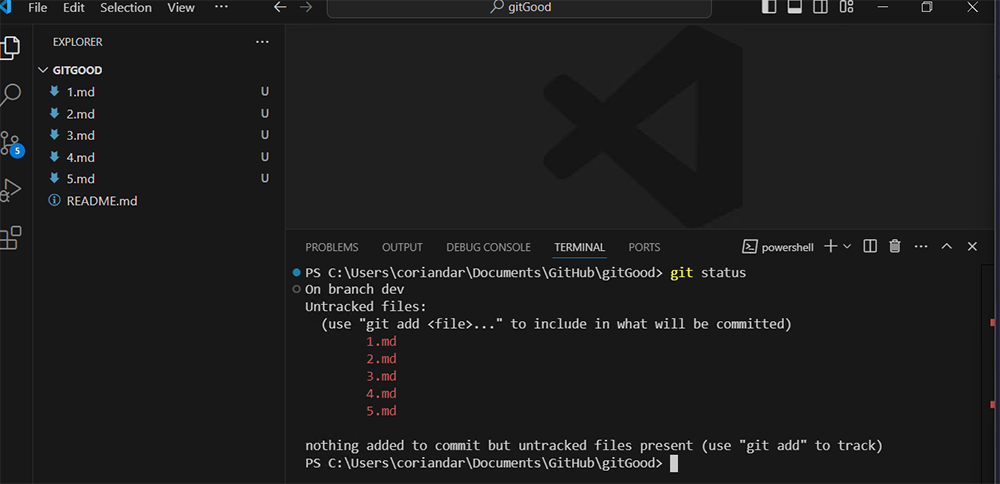 File Edit Selection View ··· gitGood
EXPLORER ···
GITGOOD
1.md U
2.md U
3.md U
4.md U
5.md U
README.md
5
PROBLEMS OUTPUT DEBUG CONSOLE TERMINAL PORTS powershell ···
PS C:\Users\coriandar\Documents\GitHub\gitGood> git status
On branch dev
Untracked files:
(use "git add <file>..." to include in what will be committed)
1.md
2.md
3.md
4.md
5.md
nothing added to commit but untracked files present (use "git add" to track)
PS C:\Users\coriandar\Documents\GitHub\gitGood>